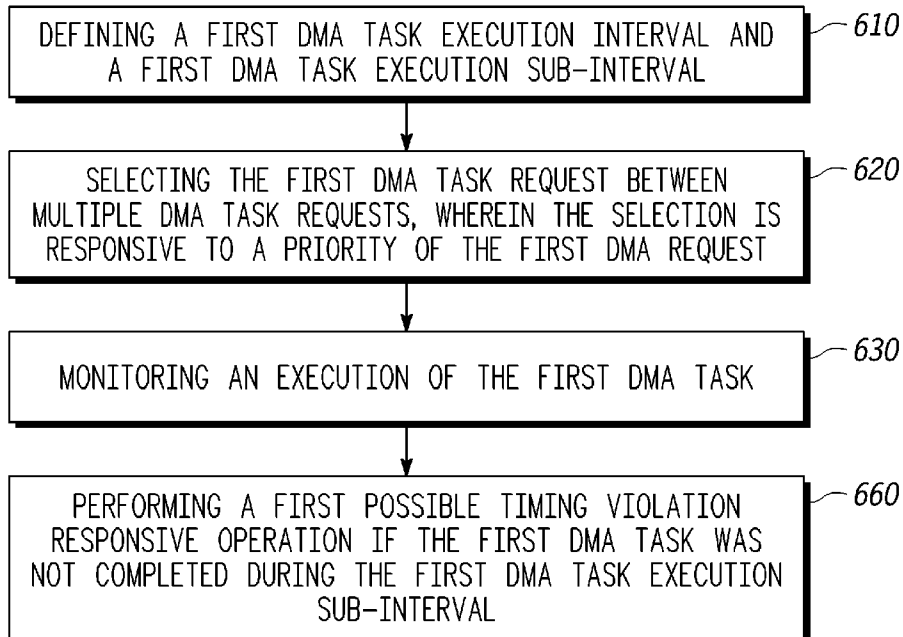 DEFINING A FIRST DMA TASK EXECUTION INTERVAL AND
A FIRST DMA TASK EXECUTION SUB-INTERVAL
610
SELECTING THE FIRST DMA TASK REQUEST BETWEEN
MULTIPLE DMA TASK REQUESTS, WHEREIN THE SELECTION IS
RESPONSIVE TO A PRIORITY OF THE FIRST DMA REQUEST
620
MONITORING AN EXECUTION OF THE FIRST DMA TASK
630
PERFORMING A FIRST POSSIBLE TIMING VIOLATION
RESPONSIVE OPERATION IF THE FIRST DMA TASK WAS
NOT COMPLETED DURING THE FIRST DMA TASK EXECUTION
SUB-INTERVAL
660